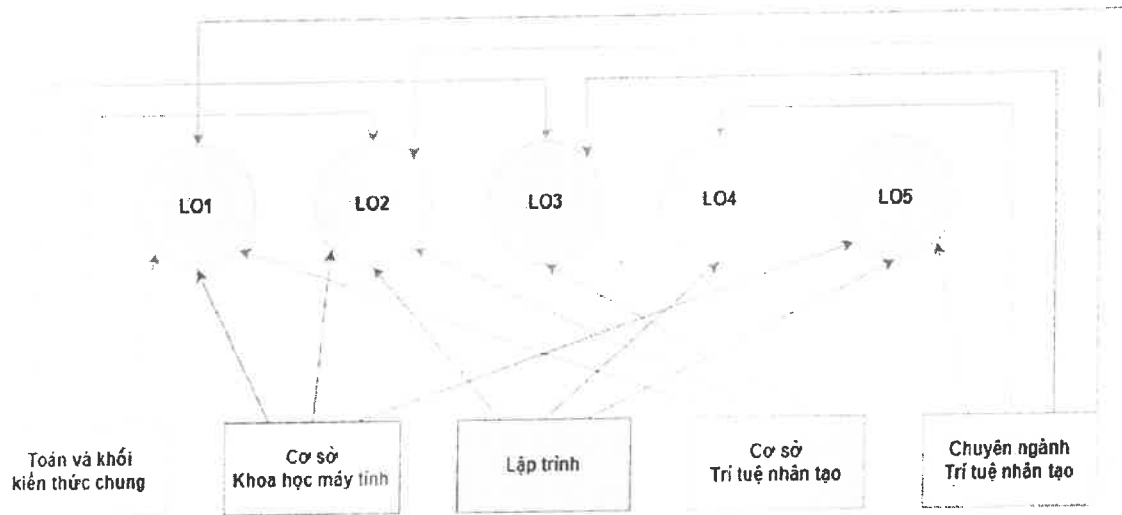 LO1
LO2
LO3
LO4
LO5
Toán và khối
kiến thức chung
Cơ sở
Khoa học máy tính
Lập trình
Cơ sở
Trí tuệ nhân tạo
Chuyên ngành
Trí tuệ nhân tạo